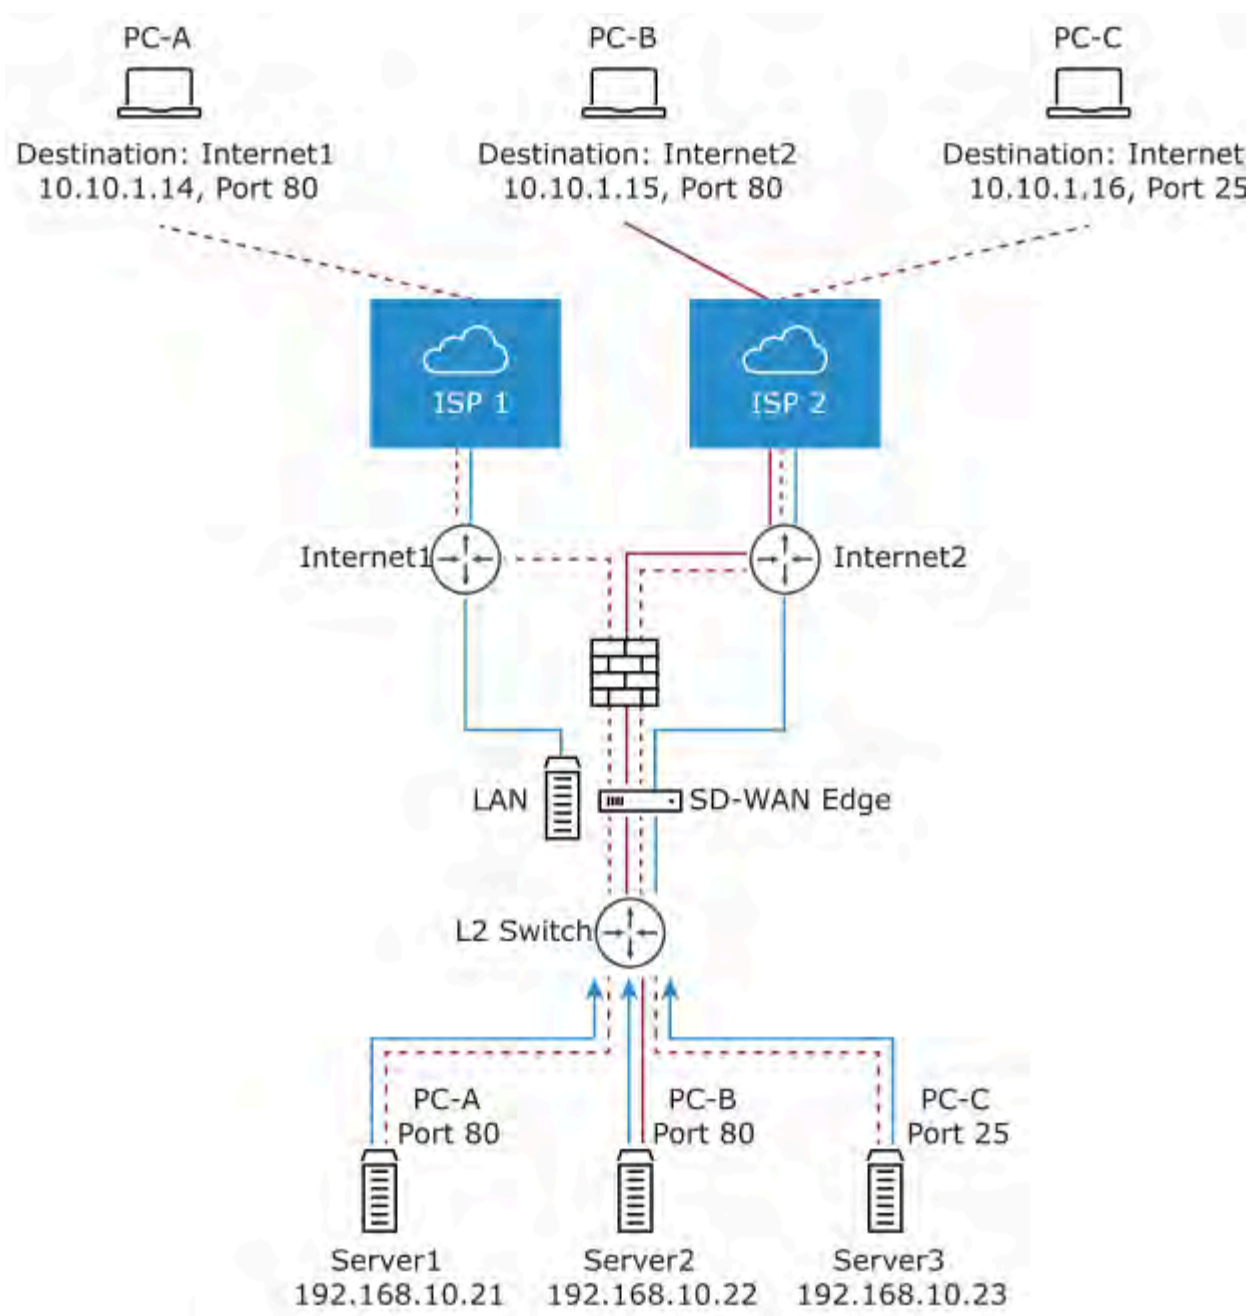 PC-A
PC-B
PC-C
Destination: Internet1
10.10.1.14, Port 80
Destination: Internet2
10.10.1.15, Port 80
Destination: Internet
10.10.1.16, Port 25
ISP 1
ISP 2
Internet1
Internet2
LAN
SD-WAN Edge
L2 Switch
PC-A
Port 80
PC-B
Port 80
PC-C
Port 25
Server1
192.168.10.21
Server2
192.168.10.22
Server3
192.168.10.23